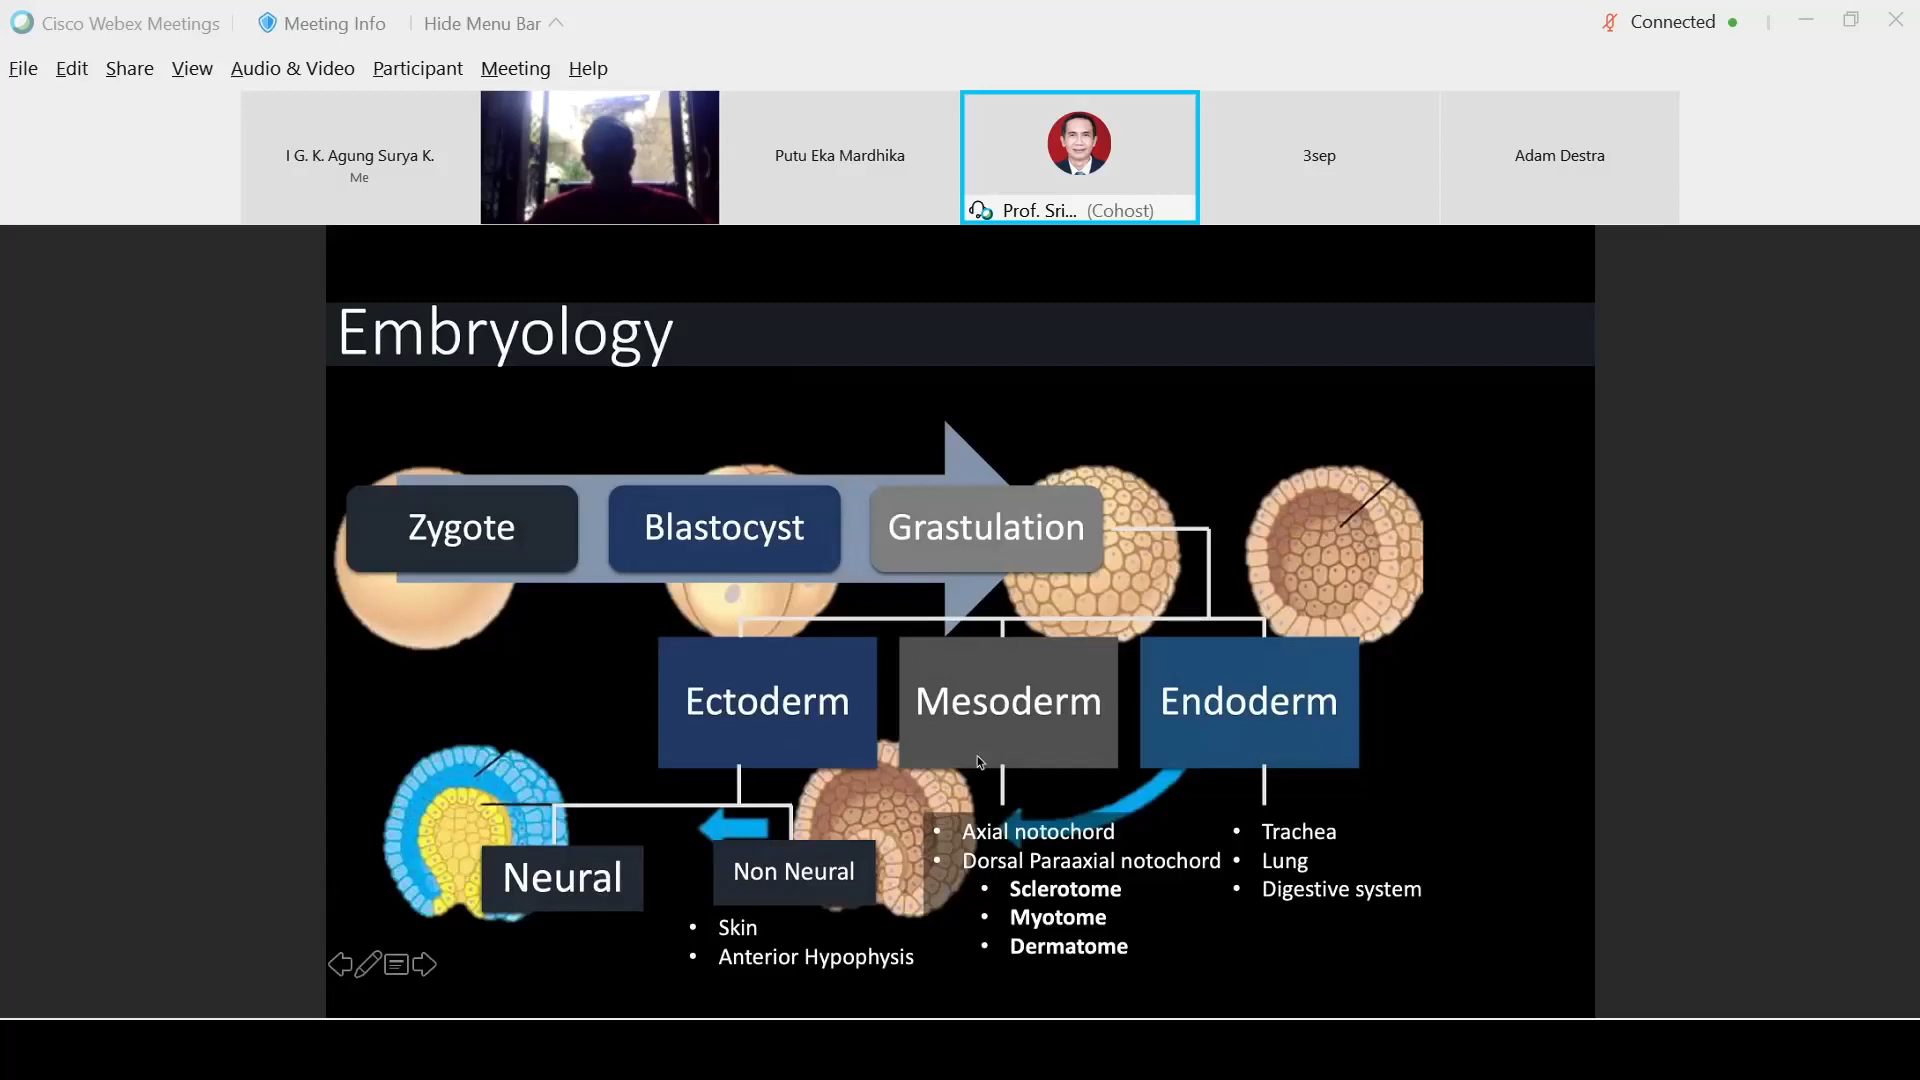 Cisco Webex Meetings
Meeting Info
Hide Menu Bar
Connected
File Edit Share View Audio & Video Participant Meeting Help
I G. K. Agung Surya K.
Me
Putu Eka Mardhika
Prof. Sri... (Cohost)
3sep
Adam Destra
Embryology
Zygote
Blastocyst
Grastulation
Ectoderm
Mesoderm
Endoderm
Neural
Non Neural
• Skin
• Anterior Hypophysis
• Axial notochord
• Dorsal Paraaxial notochord
• Sclerotome
• Myotome
• Dermatome
• Trachea
• Lung
• Digestive system